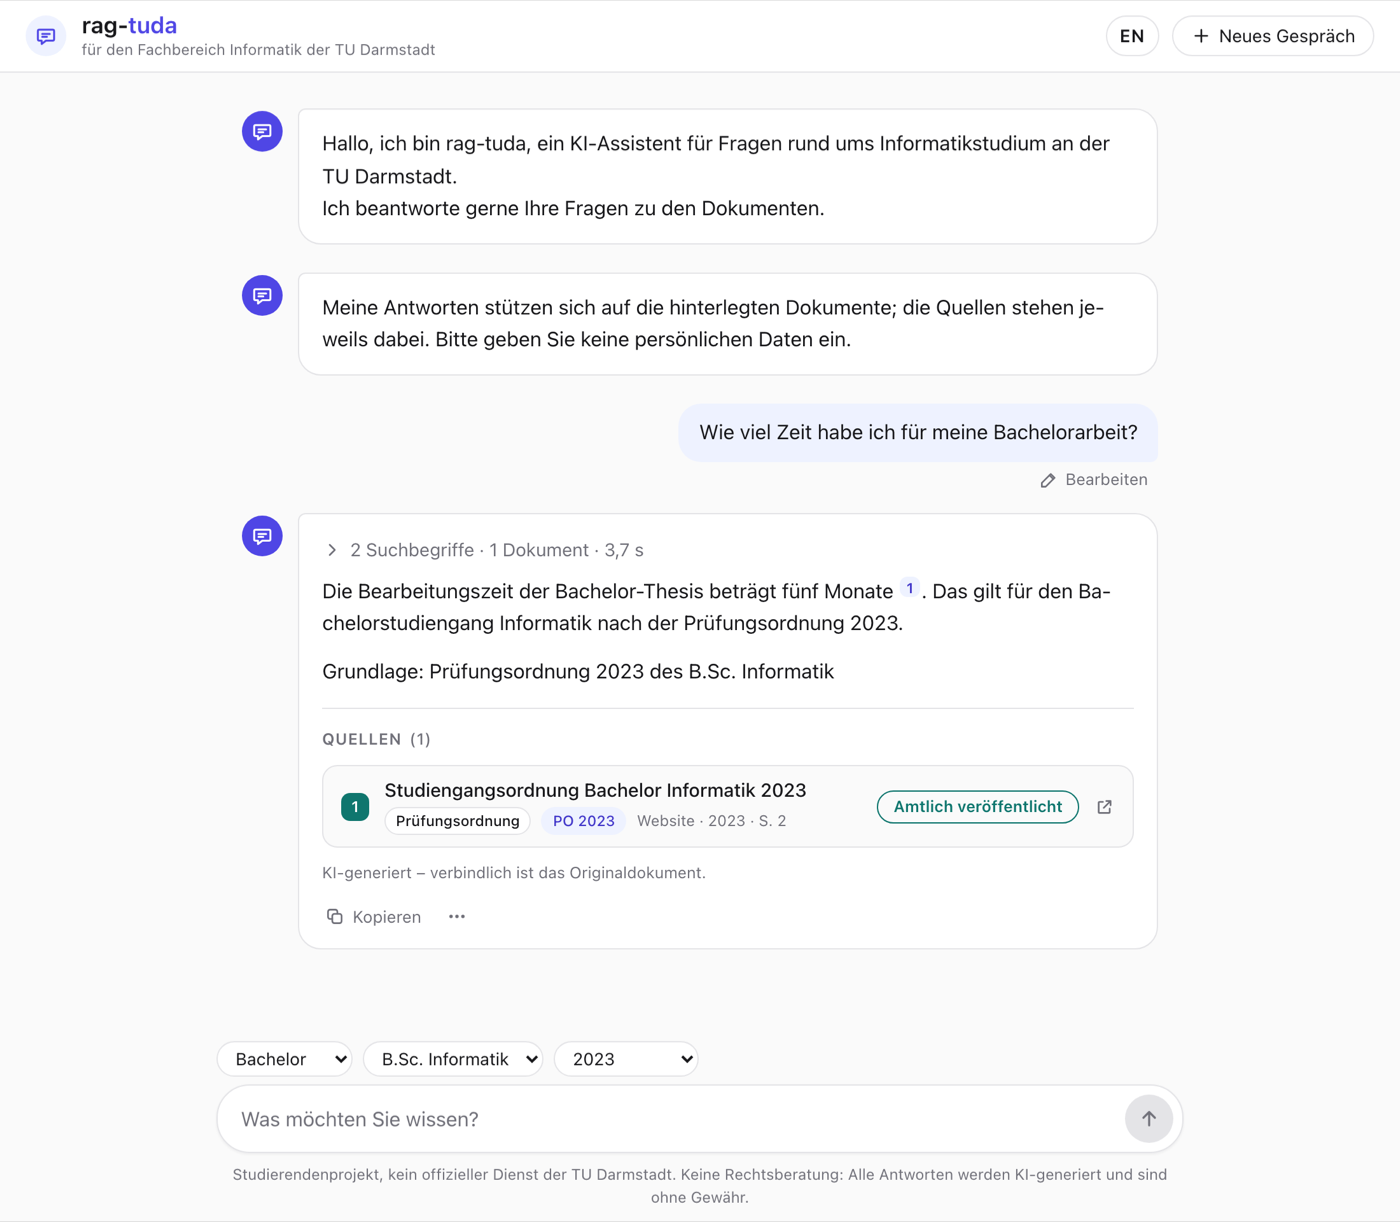 rag-tuda
für den Fachbereich Informatik der TU Darmstadt
EN
Neues Gespräch
Hallo, ich bin rag-tuda, ein KI-Assistent für Fragen rund ums Informatikstudium an der
TU Darmstadt.
Ich beantworte gerne Ihre Fragen zu den Dokumenten.
Meine Antworten stützen sich auf die hinterlegten Dokumente; die Quellen stehen je-
weils dabei. Bitte geben Sie keine persönlichen Daten ein.
Wie viel Zeit habe ich für meine Bachelorarbeit?
Bearbeiten
2 Suchbegriffe · 1 Dokument · 3,7 s
Die Bearbeitungszeit der Bachelor-Thesis beträgt fünf Monate 1 . Das gilt für den Ba-
chelorstudiengang Informatik nach der Prüfungsordnung 2023.
Grundlage: Prüfungsordnung 2023 des B.Sc. Informatik
QUELLEN (1)
1
Studiengangsordnung Bachelor Informatik 2023
Prüfungsordnung PO 2023 Website · 2023 · S. 2
Amtlich veröffentlicht
KI-generiert – verbindlich ist das Originaldokument.
Kopieren
Bachelor
B.Sc. Informatik
2023
Was möchten Sie wissen?
Studierendenprojekt, kein offizieller Dienst der TU Darmstadt. Keine Rechtsberatung: Alle Antworten werden KI-generiert und sind
ohne Gewähr.